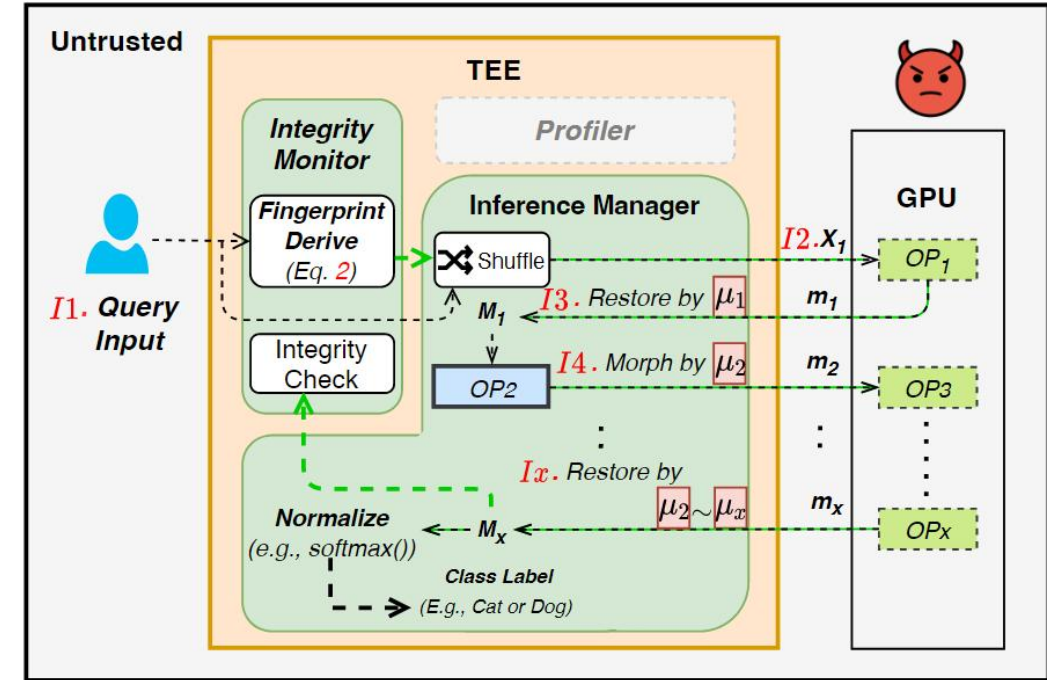 Untrusted
TEE
Integrity
Monitor
Profiler
Fingerprint
Derive
(Eq. 2)
Inference Manager
GPU
Shuffle
I2. X₁
OP₁
I1. Query
Input
I3. Restore by μ₁
m₁
M₁
Integrity
Check
I4. Morph by μ₂
m₂
OP2
OP3
Ix. Restore by
μ₂~μₓ
mₓ
OPx
Normalize
(e.g., softmax())
Mₓ
Class Label
(E.g., Cat or Dog)